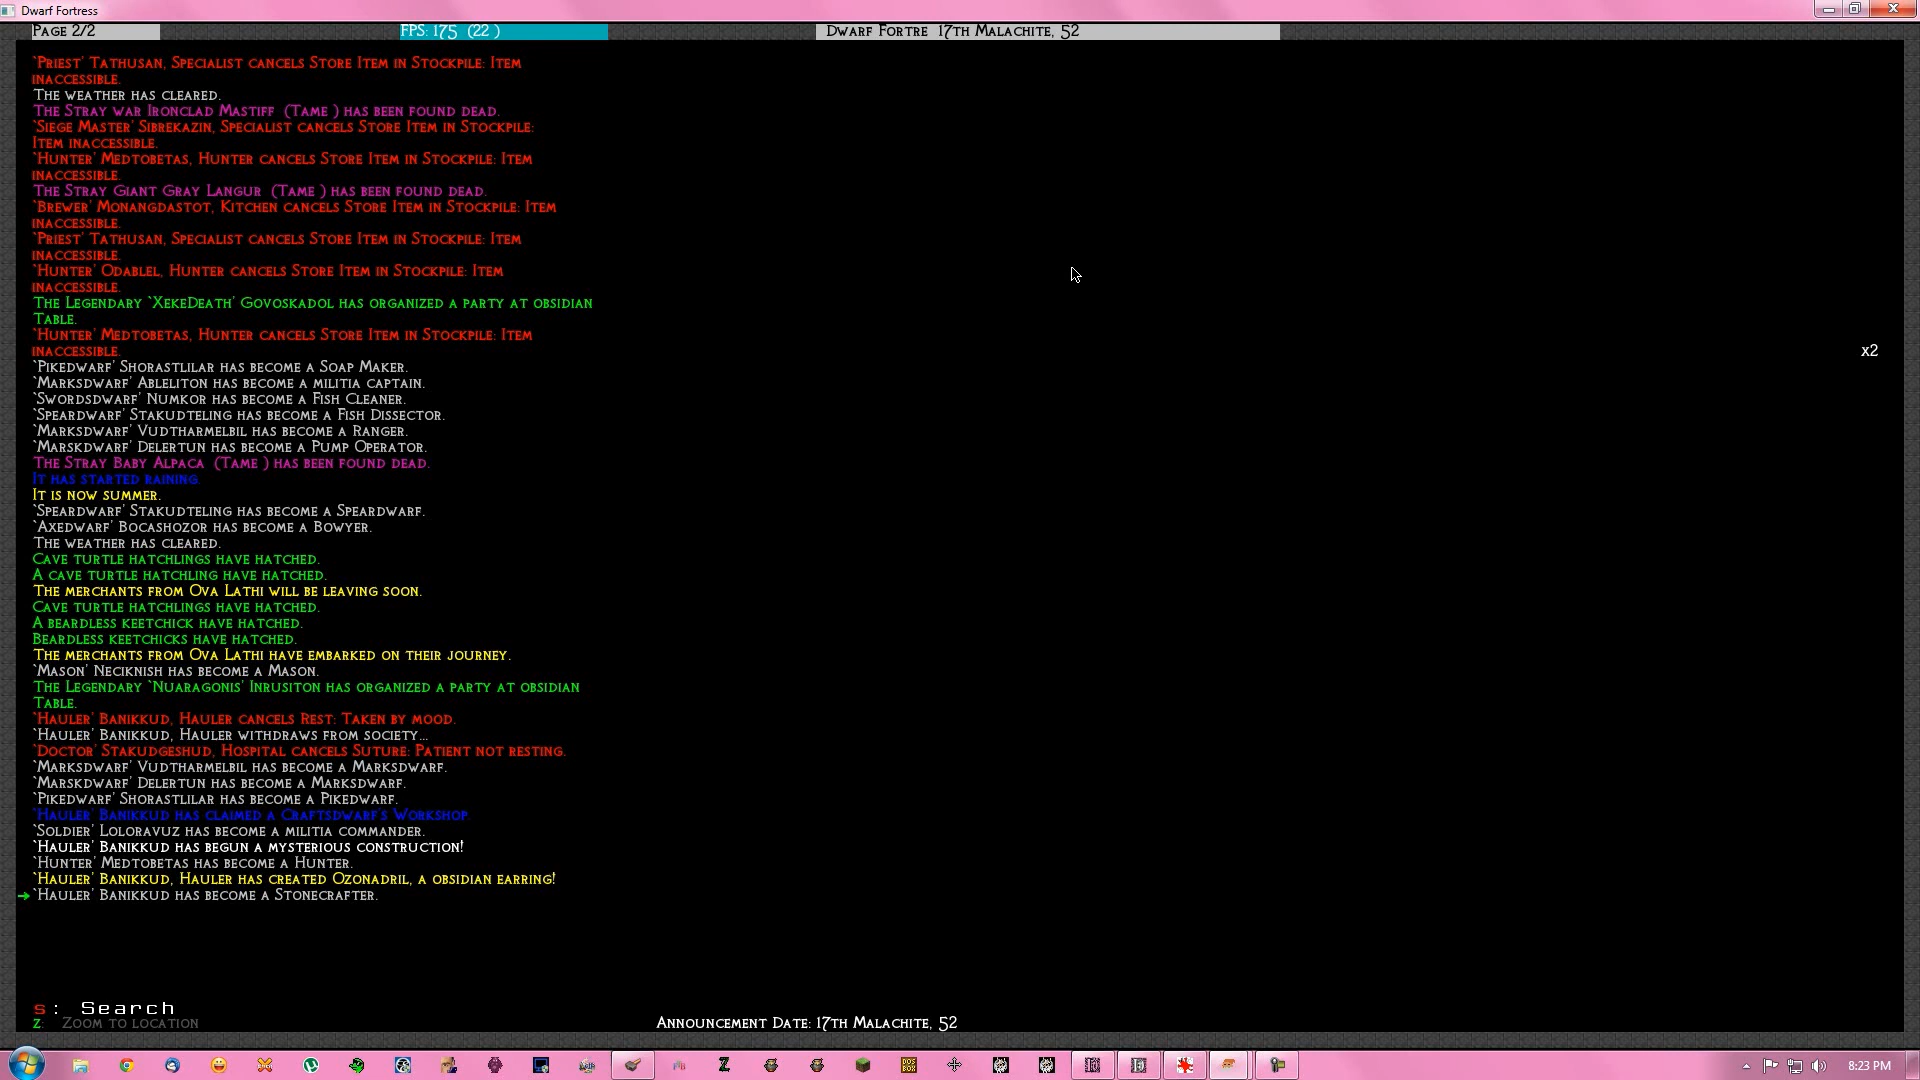 Dwarf Fortress
Page 2/2 FPS: 175 (22 ) Dwarf Fortre 17th Malachite, 52
`Priest' Tathusan, Specialist cancels Store Item in Stockpile: Item
inaccessible.
The weather has cleared.
The Stray war Ironclad Mastiff (Tame ) has been found dead.
`Siege Master' Sibrekazin, Specialist cancels Store Item in Stockpile:
Item inaccessible.
`Hunter' Medtobetas, Hunter cancels Store Item in Stockpile: Item
inaccessible.
The Stray Giant Gray Langur (Tame ) has been found dead.
`Brewer' Monangdastot, Kitchen cancels Store Item in Stockpile: Item
inaccessible.
`Priest' Tathusan, Specialist cancels Store Item in Stockpile: Item
inaccessible.
`Hunter' Odablel, Hunter cancels Store Item in Stockpile: Item
inaccessible.
The Legendary `XekeDeath' Govoskadol has organized a party at obsidian
Table.
`Hunter' Medtobetas, Hunter cancels Store Item in Stockpile: Item
inaccessible. x2
`Pikedwarf' Shorastlilar has become a Soap Maker.
`Marksdwarf' Ableliton has become a militia captain.
`Swordsdwarf' Numkor has become a Fish Cleaner.
`Speardwarf' Stakudteling has become a Fish Dissector.
`Marksdwarf' Vudtharmelbil has become a Ranger.
`Marskdwarf' Delertun has become a Pump Operator.
The Stray Baby Alpaca (Tame ) has been found dead.
It has started raining.
It is now summer.
`Speardwarf' Stakudteling has become a Speardwarf.
`Axedwarf' Bocashozor has become a Bowyer.
The weather has cleared.
Cave turtle hatchlings have hatched.
A cave turtle hatchling have hatched.
The merchants from Ova Lathi will be leaving soon.
Cave turtle hatchlings have hatched.
A beardless keetchick have hatched.
Beardless keetchicks have hatched.
The merchants from Ova Lathi have embarked on their journey.
`Mason' Neciknish has become a Mason.
The Legendary `Nuaragonis' Inrusiton has organized a party at obsidian
Table.
`Hauler' Banikkud, Hauler cancels Rest: Taken by mood.
`Hauler' Banikkud, Hauler withdraws from society...
`Doctor' Stakudgeshud, Hospital cancels Suture: Patient not resting.
`Marksdwarf' Vudtharmelbil has become a Marksdwarf.
`Marskdwarf' Delertun has become a Marksdwarf.
`Pikedwarf' Shorastlilar has become a Pikedwarf.
`Hauler' Banikkud has claimed a Craftsdwarf's Workshop.
`Soldier' Loloravuz has become a militia commander.
`Hauler' Banikkud has begun a mysterious construction!
`Hunter' Medtobetas has become a Hunter.
`Hauler' Banikkud, Hauler has created Ozonadril, a obsidian earring!
`Hauler' Banikkud has become a Stonecrafter.
s: Search
z: Zoom to location Announcement Date: 17th Malachite, 52
8:23 PM